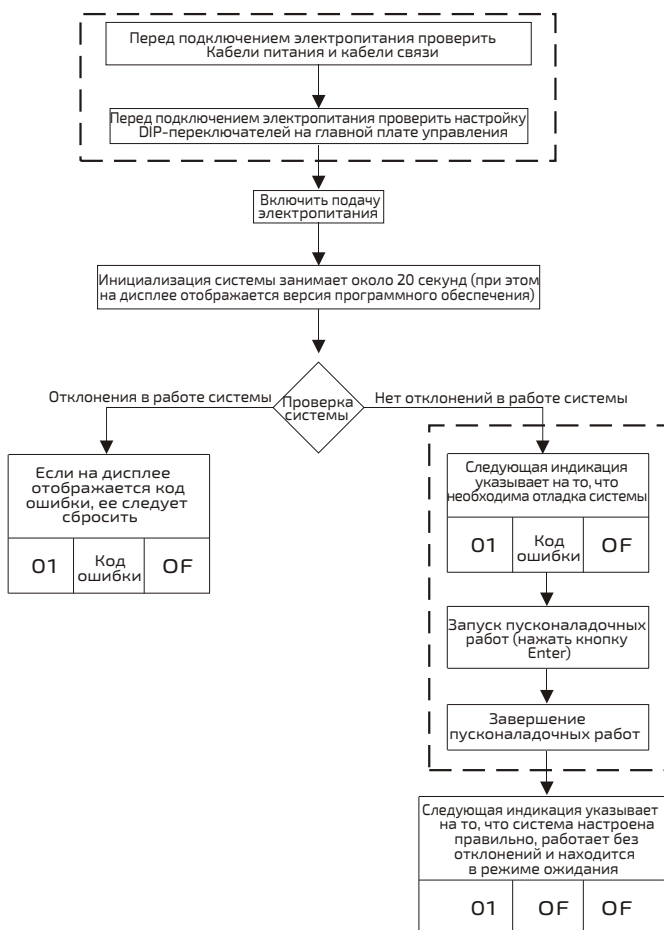 Перед подключением электропитания проверить
Кабели питания и кабели связи
Перед подключением электропитания проверить настройку
DIP-переключателей на главной плате управления
Включить подачу
электропитания
Инициализация системы занимает около 20 секунд (при этом
на дисплее отображается версия программного обеспечения)
Отклонения в работе системы
Проверка
системы
Нет отклонений в работе системы
Если на дисплее
отображается код
ошибки, ее следует
сбросить
01 Код ошибки OF
Следующая индикация
указывает на то, что
необходима отладка системы
01 Код ошибки OF
Запуск пусконаладочных
работ (нажать кнопку
Enter)
Завершение
пусконаладочных работ
Следующая индикация указывает
на то, что система настроена
правильно, работает без
отклонений и находится
в режиме ожидания
01 OF OF